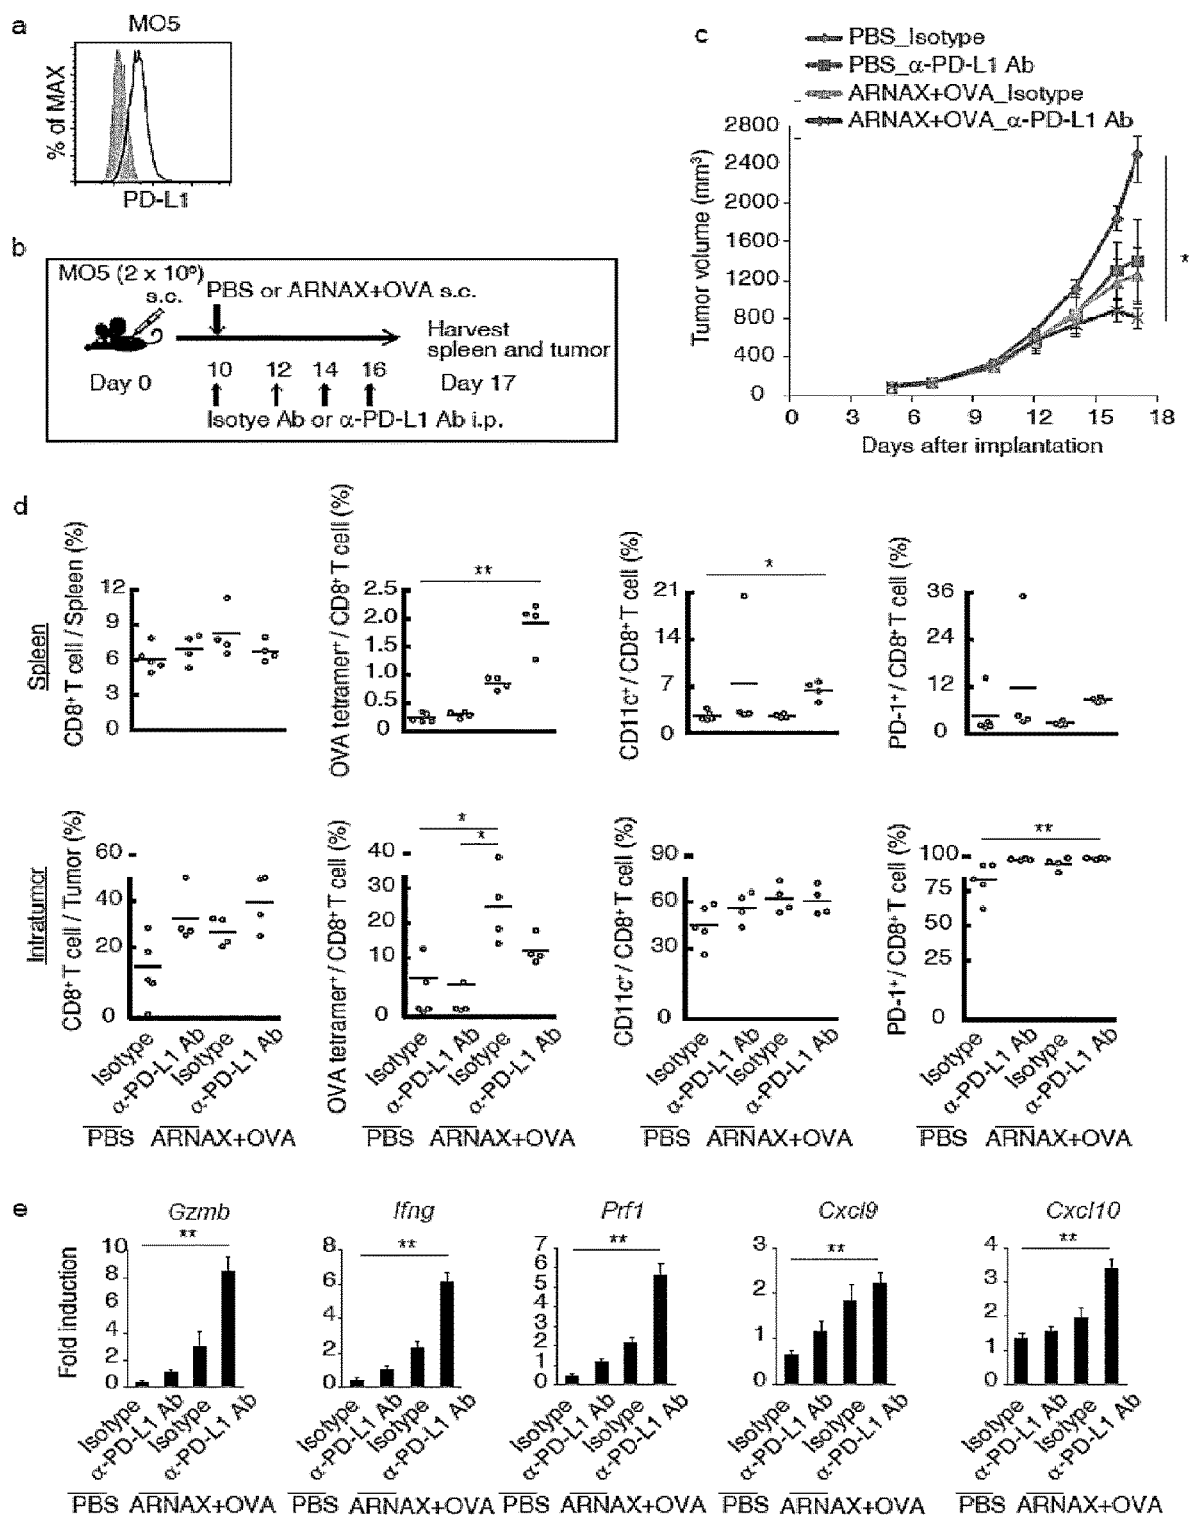 a
MO5
% of MAX
PD-L1
b
MO5 (2 x 10⁶)
s.c.
PBS or ARNAX+OVA s.c.
Harvest
spleen and tumor
Day 0
10 12 14 16
Day 17
Isotye Ab or α-PD-L1 Ab i.p.
c
PBS_Isotype
PBS_α-PD-L1 Ab
ARNAX+OVA_Isotype
ARNAX+OVA_α-PD-L1 Ab
Tumor volume (mm³)
2800
2400
2000
1600
1200
800
400
0
*
0 3 6 9 12 15 18
Days after implantation
d
Spleen
CD8⁺T cell / Spleen (%)
12
9
6
3
0
OVA tetramer⁺/ CD8⁺T cell (%)
**
2.5
2.0
1.0
0.5
0
CD11c⁺/ CD8⁺T cell (%)
*
21
14
7
0
PD-1⁺/ CD8⁺T cell (%)
36
24
12
0
Intratumor
CD8⁺T cell / Tumor (%)
60
40
20
0
Isotype
α-PD-L1 Ab
Isotype
α-PD-L1 Ab
PBS ARNAX+OVA
OVA tetramer⁺/ CD8⁺T cell (%)
*
*
40
30
20
10
0
Isotype
α-PD-L1 Ab
Isotype
α-PD-L1 Ab
PBS ARNAX+OVA
CD11c⁺/ CD8⁺T cell (%)
90
60
30
0
Isotype
α-PD-L1 Ab
Isotype
α-PD-L1 Ab
PBS ARNAX+OVA
PD-1⁺/ CD8⁺T cell (%)
**
100
75
50
25
0
Isotype
α-PD-L1 Ab
Isotype
α-PD-L1 Ab
PBS ARNAX+OVA
e
Fold induction
Gzmb
**
10
8
6
4
2
0
Isotype
α-PD-L1 Ab
Isotype
α-PD-L1 Ab
PBS ARNAX+OVA
Ifng
**
8
6
4
2
0
Isotype
α-PD-L1 Ab
Isotype
α-PD-L1 Ab
PBS ARNAX+OVA
Prf1
**
7
6
5
4
3
2
1
0
Isotype
α-PD-L1 Ab
Isotype
α-PD-L1 Ab
PBS ARNAX+OVA
Cxcl9
**
3
2
1
0
Isotype
α-PD-L1 Ab
Isotype
α-PD-L1 Ab
PBS ARNAX+OVA
Cxcl10
**
4
3
2
1
0
Isotype
α-PD-L1 Ab
Isotype
α-PD-L1 Ab
PBS ARNAX+OVA